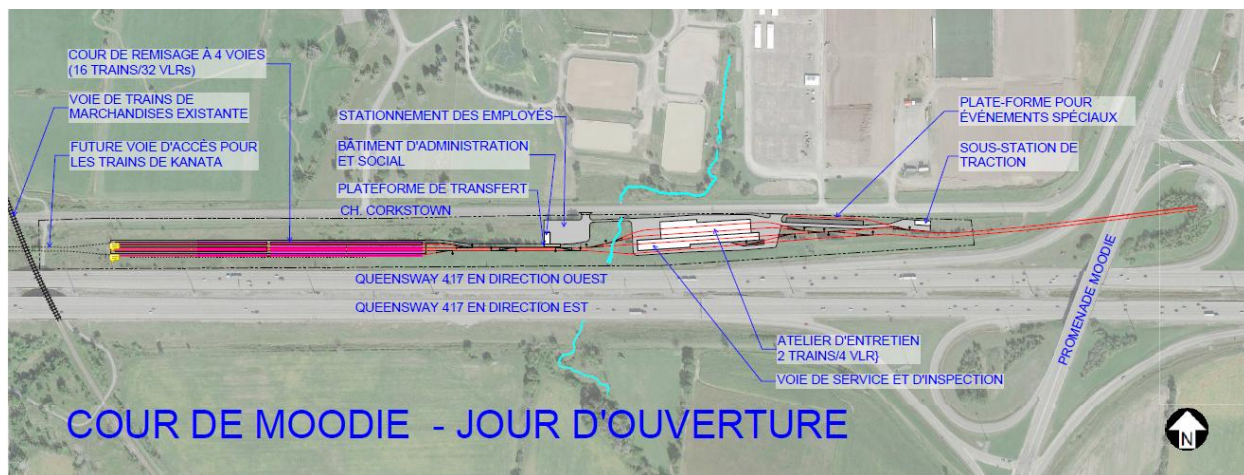 COUR DE REMISAGE À 4 VOIES
(16 TRAINS/32 VLRs)
VOIE DE TRAINS DE
MARCHANDISES EXISTANTE
FUTURE VOIE D'ACCÈS POUR
LES TRAINS DE KANATA
STATIONNEMENT DES EMPLOYÉS
BÂTIMENT D'ADMINISTRATION
ET SOCIAL
PLATEFORME DE TRANSFERT
CH. CORKSTOWN
PLATE-FORME POUR
ÉVÉNEMENTS SPÉCIAUX
SOUS-STATION DE
TRACTION
QUEENSWAY 417 EN DIRECTION OUEST
QUEENSWAY 417 EN DIRECTION EST
PROMENADE MOODIE
ATELIER D'ENTRETIEN
2 TRAINS/4 VLR}
VOIE DE SERVICE ET D'INSPECTION
COUR DE MOODIE - JOUR D'OUVERTURE
N